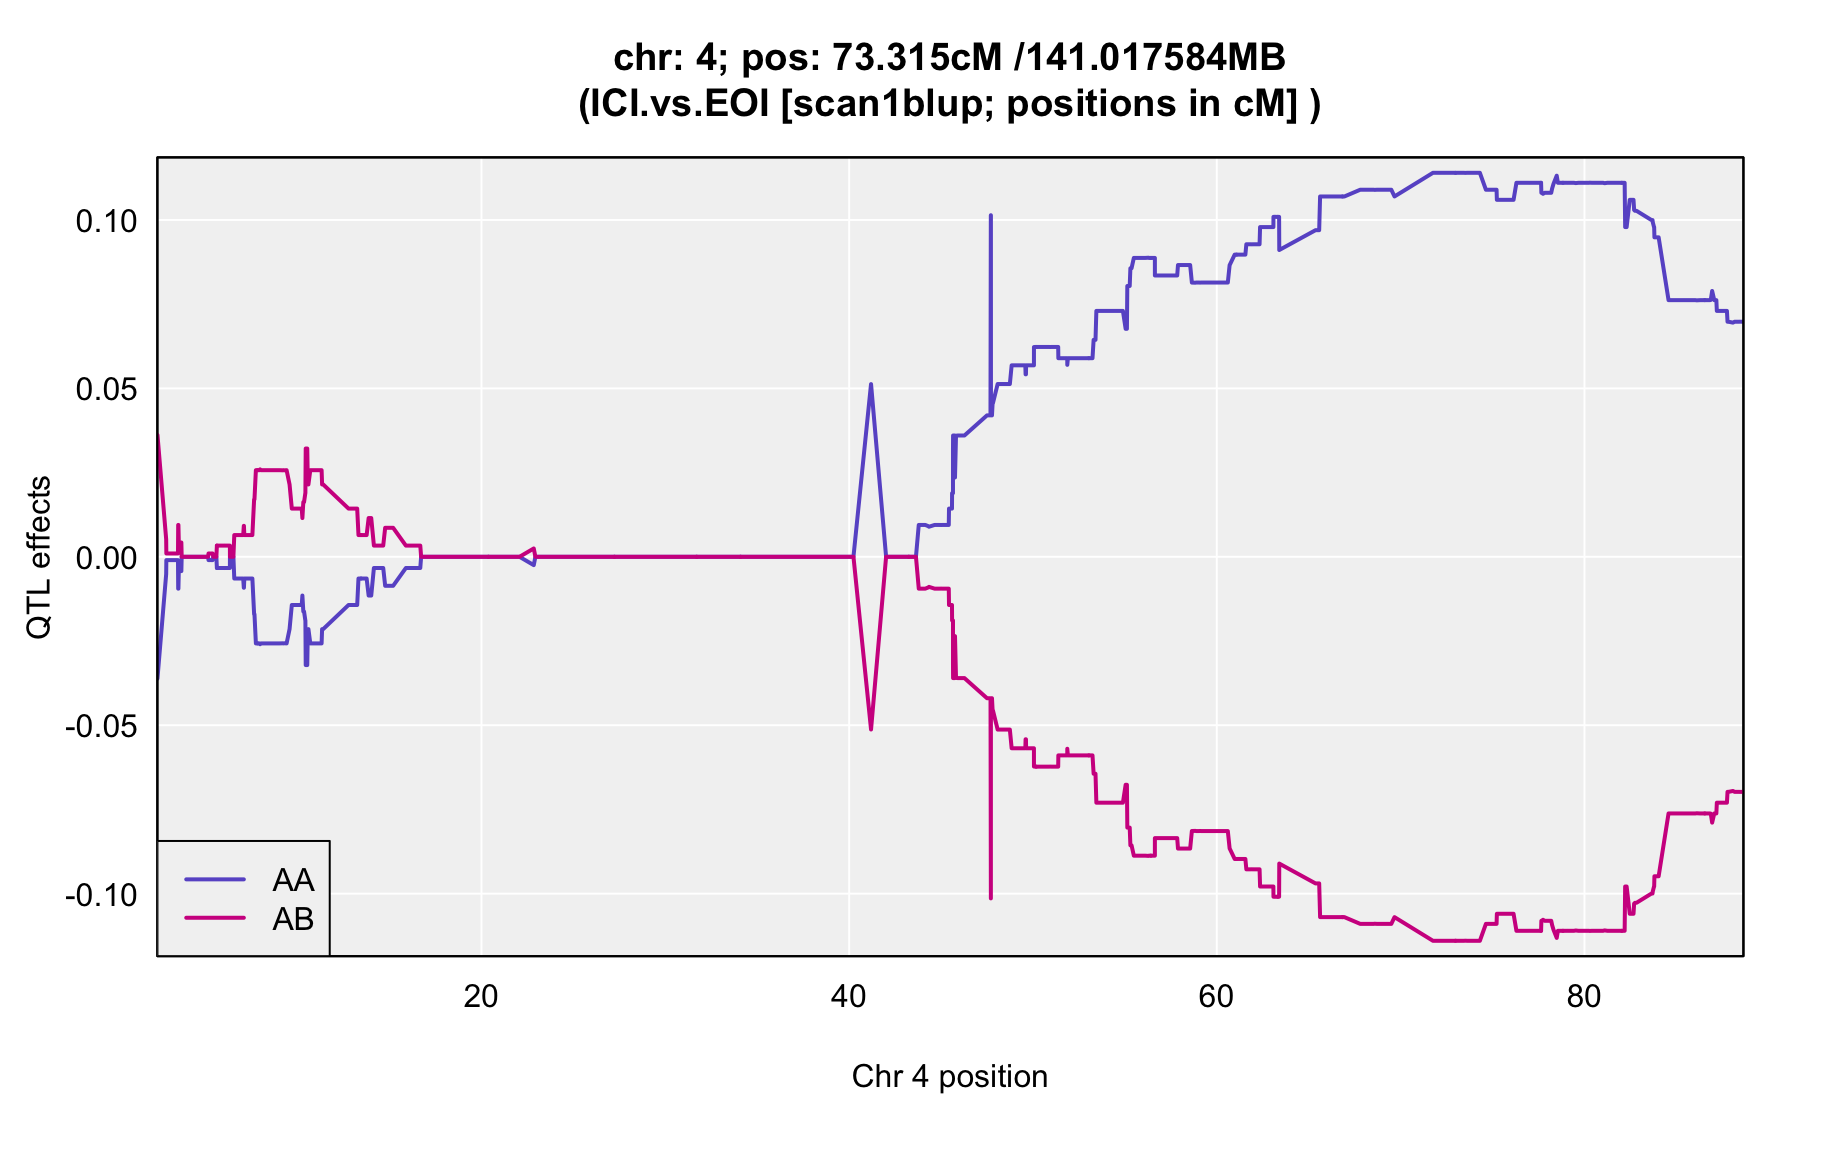 chr: 4; pos: 73.315cM /141.017584MB
(ICI.vs.EOI [scan1blup; positions in cM] )
QTL effects
0.10
0.05
0.00
-0.05
-0.10
AA
AB
20 40 60 80
Chr 4 position